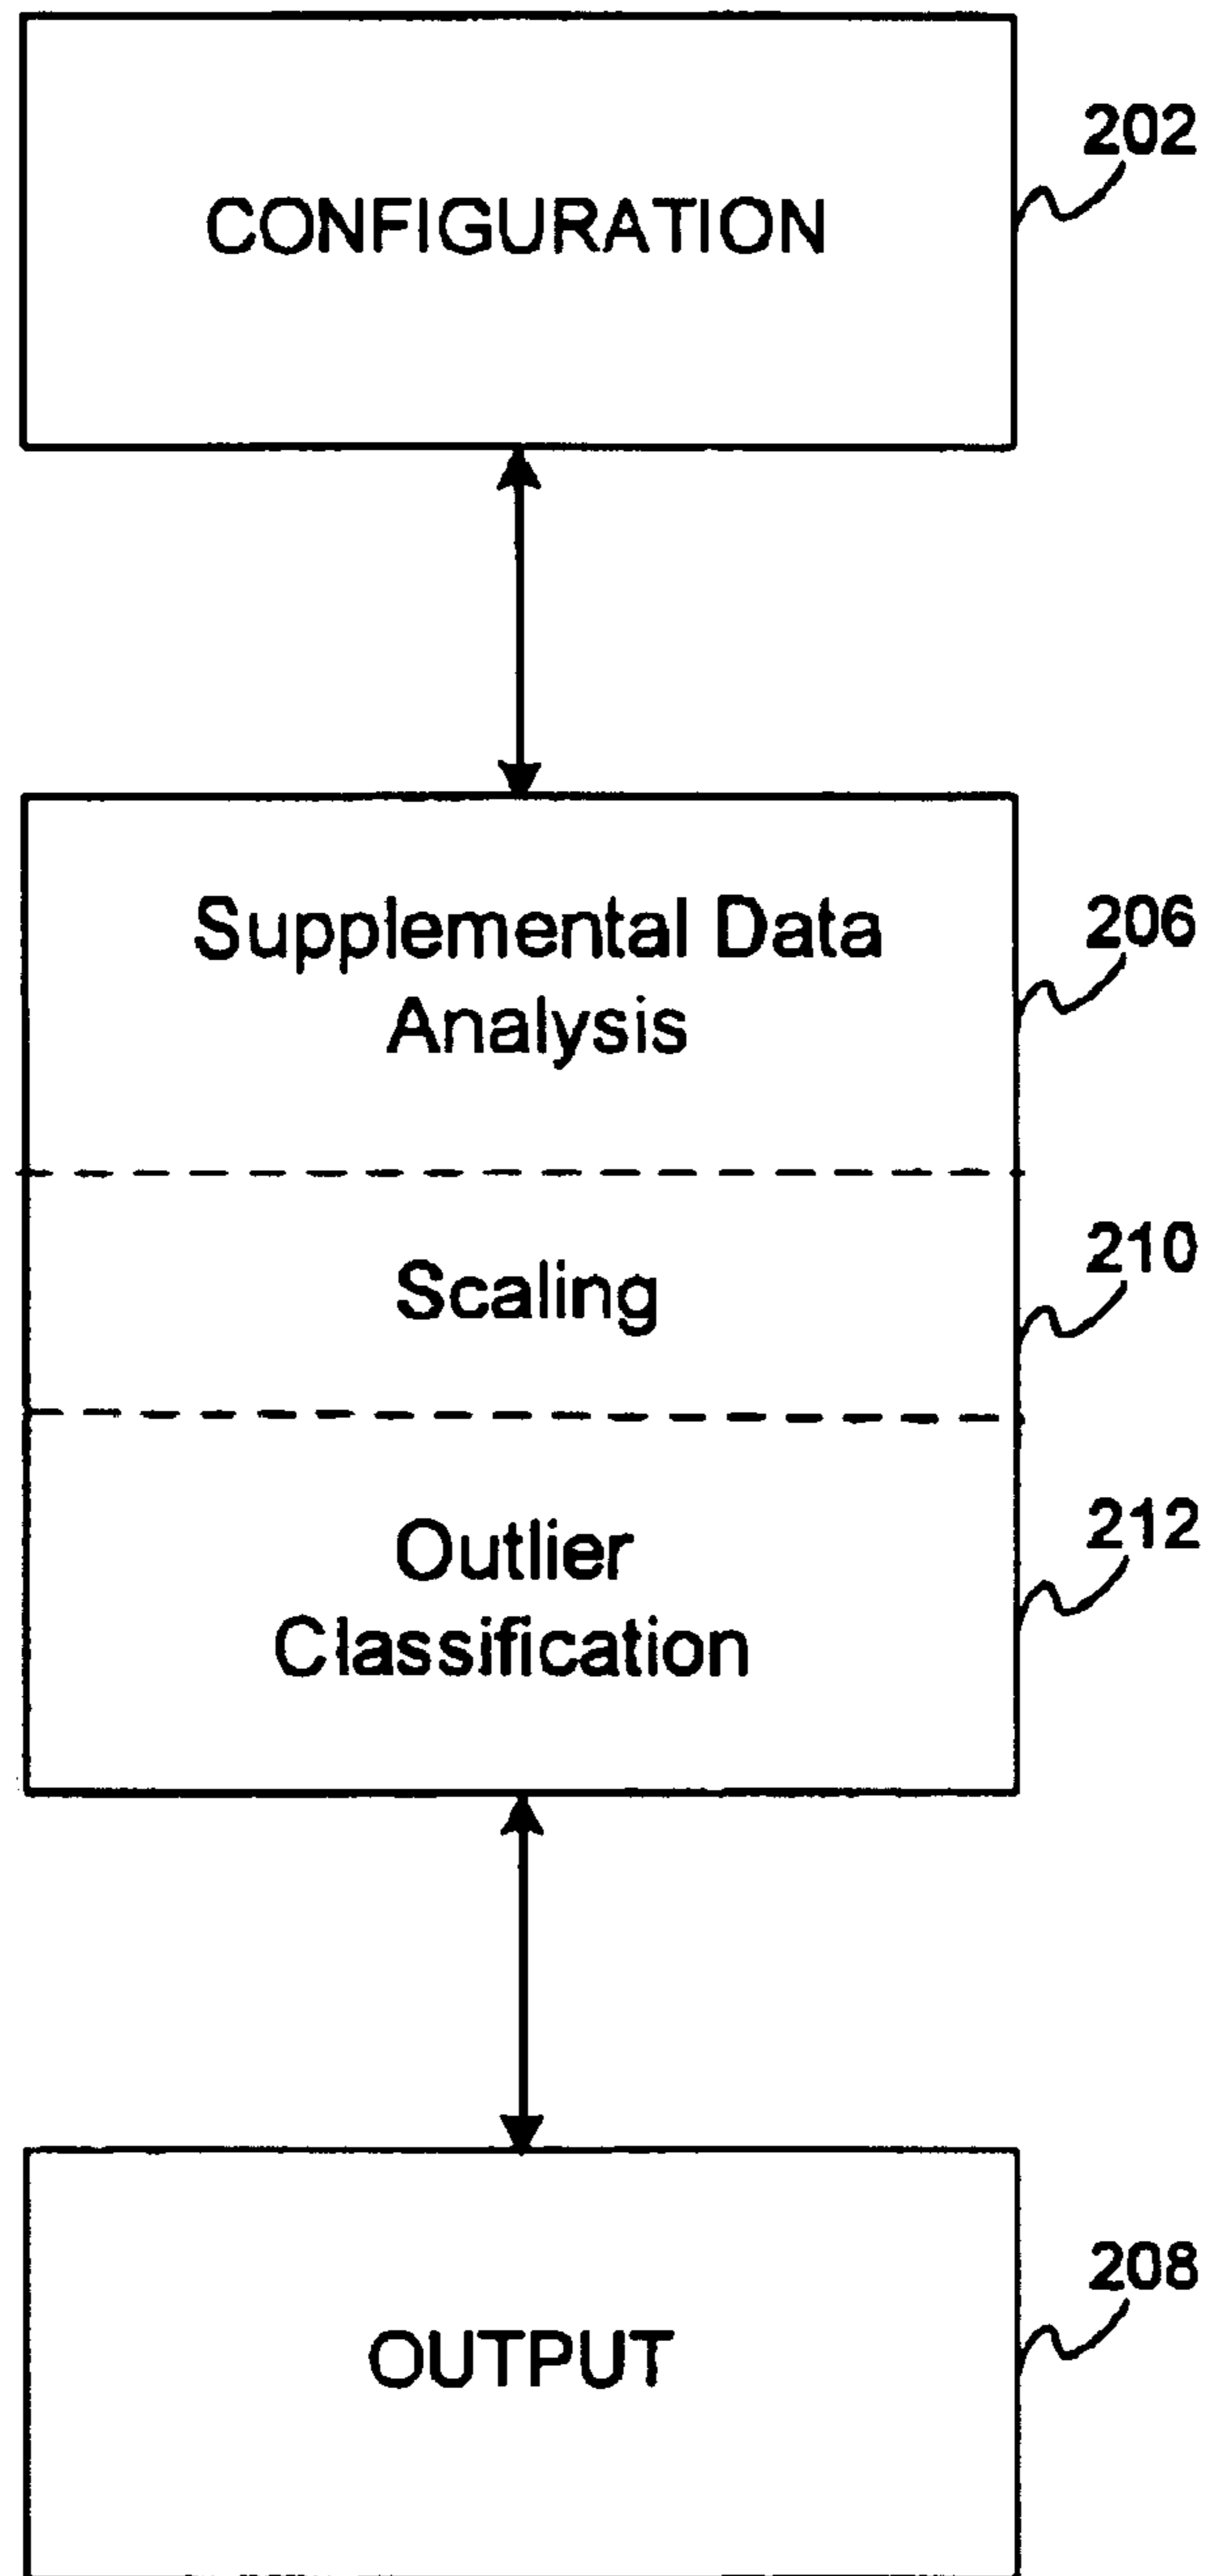 202
CONFIGURATION
206
Supplemental Data
Analysis
210
Scaling
212
Outlier
Classification
208
OUTPUT